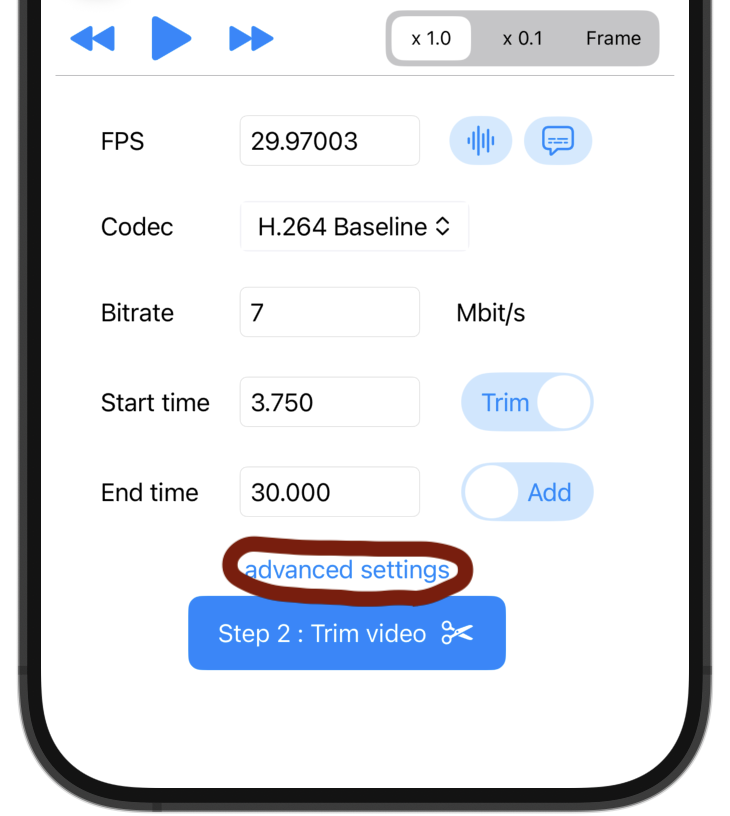 x 1.0 x 0.1 Frame
FPS 29.97003
Codec H.264 Baseline
Bitrate 7 Mbit/s
Start time 3.750 Trim
End time 30.000 Add
advanced settings
Step 2 : Trim video